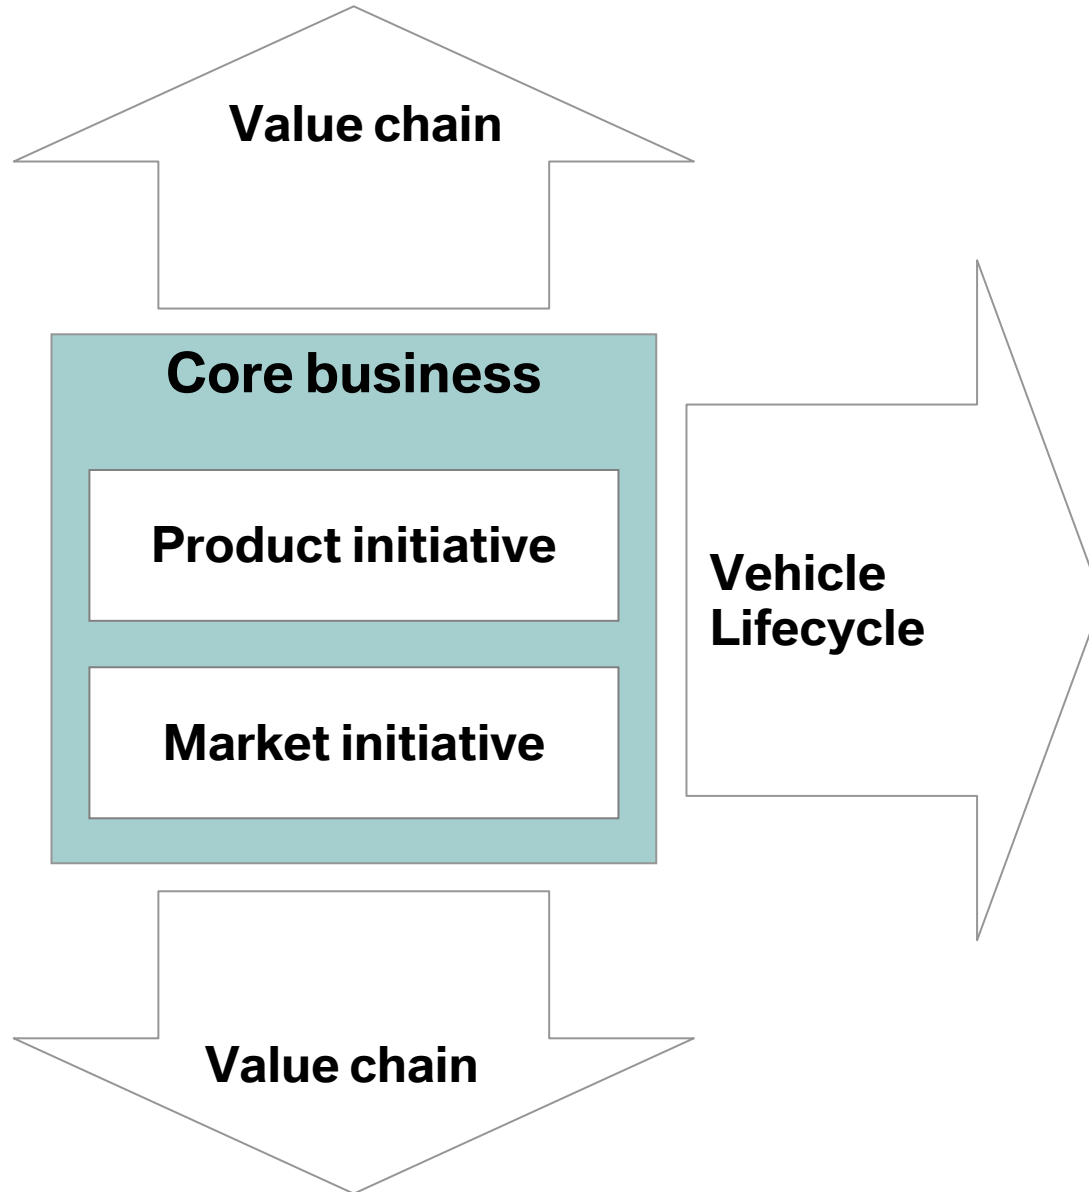 Value chain
Core business
Product initiative
Market initiative
Vehicle
Lifecycle
Value chain